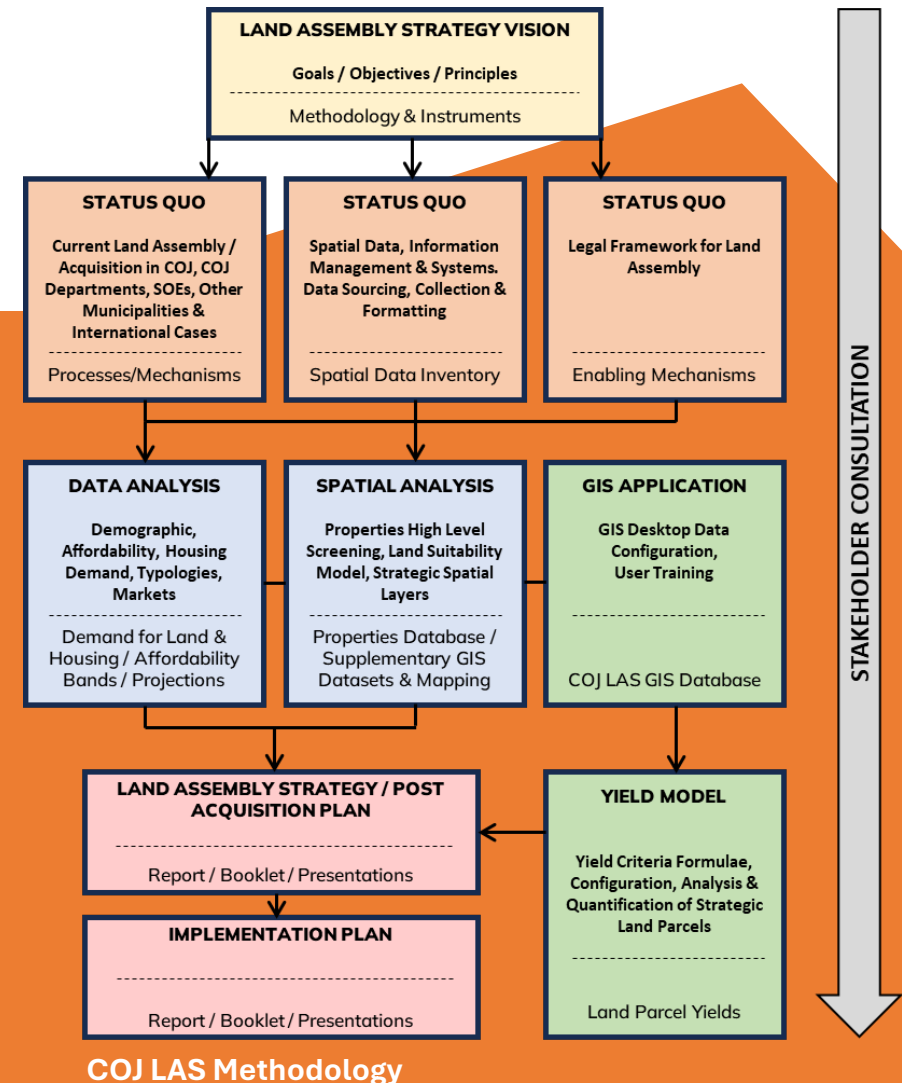 LAND ASSEMBLY STRATEGY VISION
Goals / Objectives / Principles
Methodology & Instruments
STATUS QUO
Current Land Assembly /
Acquisition in COJ, COJ
Departments, SOEs, Other
Municipalities &
International Cases
Processes/Mechanisms
STATUS QUO
Spatial Data, Information
Management & Systems.
Data Sourcing, Collection &
Formatting
Spatial Data Inventory
STATUS QUO
Legal Framework for Land
Assembly
Enabling Mechanisms
DATA ANALYSIS
Demographic,
Affordability, Housing
Demand, Typologies,
Markets
Demand for Land &
Housing / Affordability
Bands / Projections
SPATIAL ANALYSIS
Properties High Level
Screening, Land Suitability
Model, Strategic Spatial
Layers
Properties Database /
Supplementary GIS
Datasets & Mapping
GIS APPLICATION
GIS Desktop Data
Configuration,
User Training
COJ LAS GIS Database
LAND ASSEMBLY STRATEGY / POST
ACQUISITION PLAN
Report / Booklet / Presentations
YIELD MODEL
Yield Criteria Formulae,
Configuration, Analysis &
Quantification of Strategic
Land Parcels
Land Parcel Yields
IMPLEMENTATION PLAN
Report / Booklet / Presentations
STAKEHOLDER CONSULTATION
COJ LAS Methodology